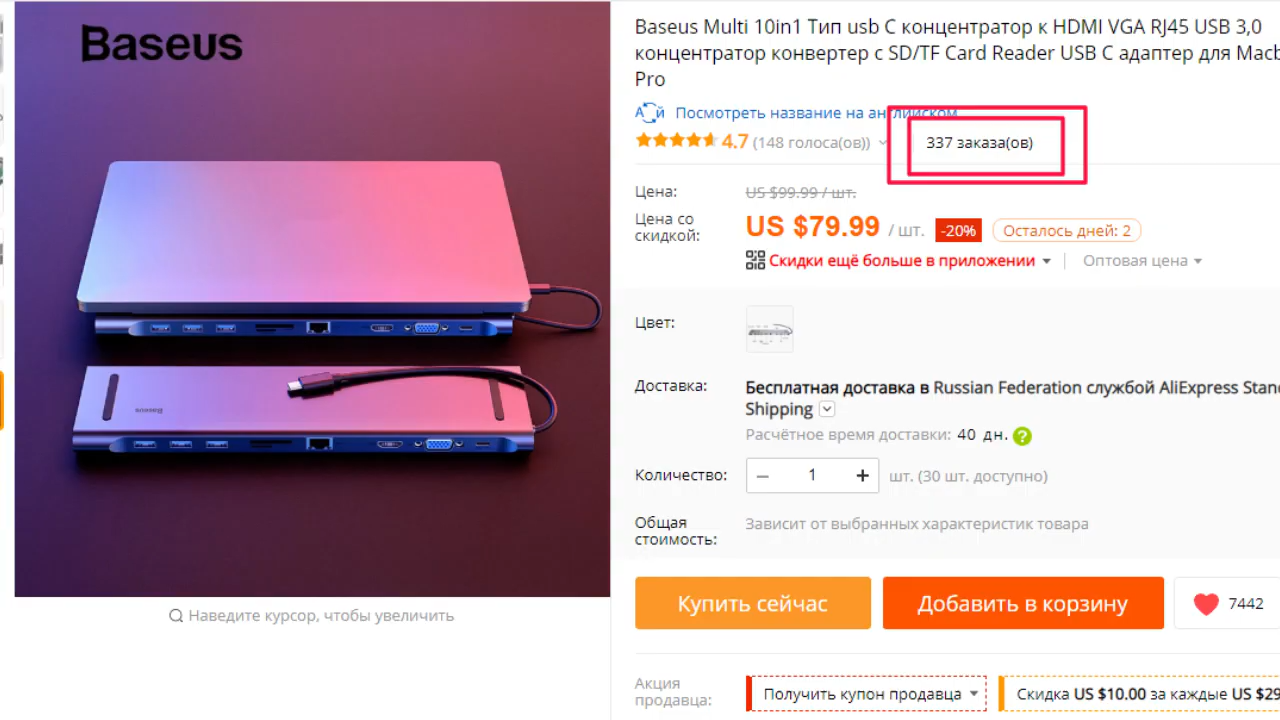 Baseus
Baseus
Наведите курсор, чтобы увеличить
Baseus Multi 10in1 Тип usb C концентратор к HDMI VGA RJ45 USB 3,0
концентратор конвертер с SD/TF Card Reader USB C адаптер для Macb
Pro
Посмотреть название на английском
4.7 (148 голоса(ов)) 337 заказа(ов)
Цена: US $99.99 / шт.
Цена со
скидкой: US $79.99 / шт. -20% Осталось дней: 2
Скидки ещё больше в приложении Оптовая цена
Цвет:
Доставка: Бесплатная доставка в Russian Federation службой AliExpress Stand
Shipping
Расчётное время доставки: 40 дн. ?
Количество: – 1 + шт. (30 шт. доступно)
Общая
стоимость: Зависит от выбранных характеристик товара
Купить сейчас Добавить в корзину 7442
Акция
продавца: Получить купон продавца Скидка US $10.00 за каждые US $29